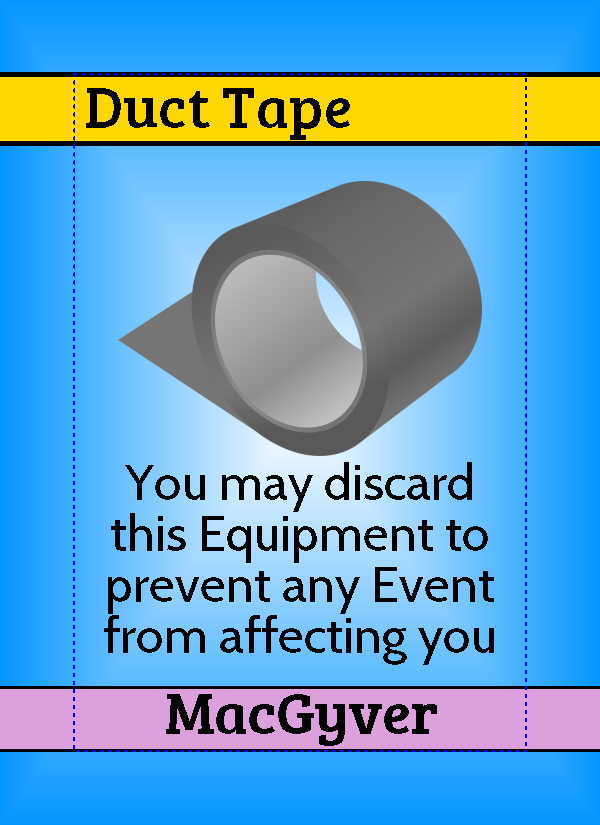 Duct Tape
You may discard
this Equipment to
prevent any Event
from affecting you
MacGyver